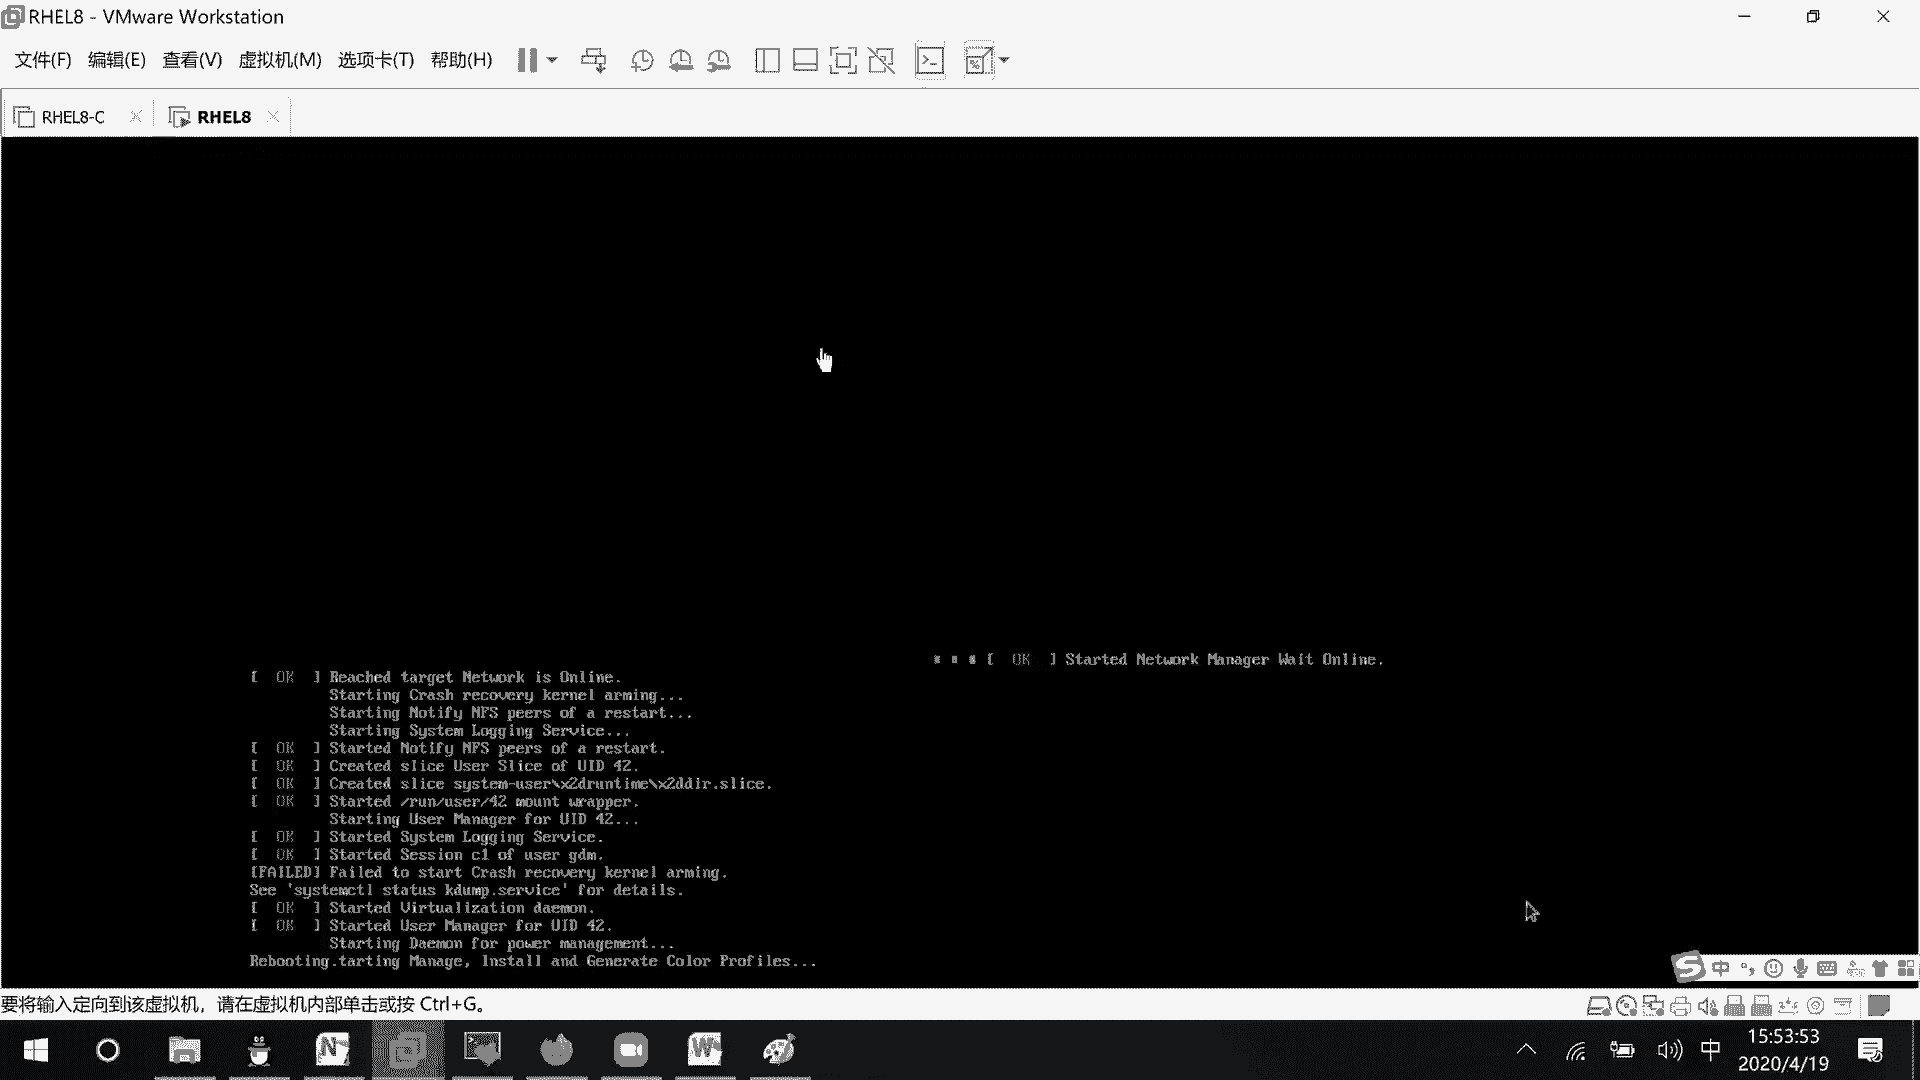 RHEL8 - VMware Workstation
文件(F) 编辑(E) 查看(V) 虚拟机(M) 选项卡(T) 帮助(H)
RHEL8-C RHEL8
[ OK ] Started Network Manager Wait Online.
[ OK ] Reached target Network is Online.
Starting Crash recovery kernel arming...
Starting Notify NFS peers of a restart...
Starting System Logging Service...
[ OK ] Started Notify NFS peers of a restart.
[ OK ] Created slice User Slice of UID 42.
[ OK ] Created slice system-user\x2druntime\x2ddir.slice.
[ OK ] Started /run/user/42 mount wrapper.
Starting User Manager for UID 42...
[ OK ] Started System Logging Service.
[ OK ] Started Session c1 of user gdm.
[FAILED] Failed to start Crash recovery kernel arming.
See 'systemctl status kdump.service' for details.
[ OK ] Started Virtualization daemon.
[ OK ] Started User Manager for UID 42.
Starting Daemon for power management...
Rebooting.tarting Manage, Install and Generate Color Profiles...
中
要将输入定向到该虚拟机，请在虚拟机内部单击或按 Ctrl+G。
中 15:53:53
2020/4/19